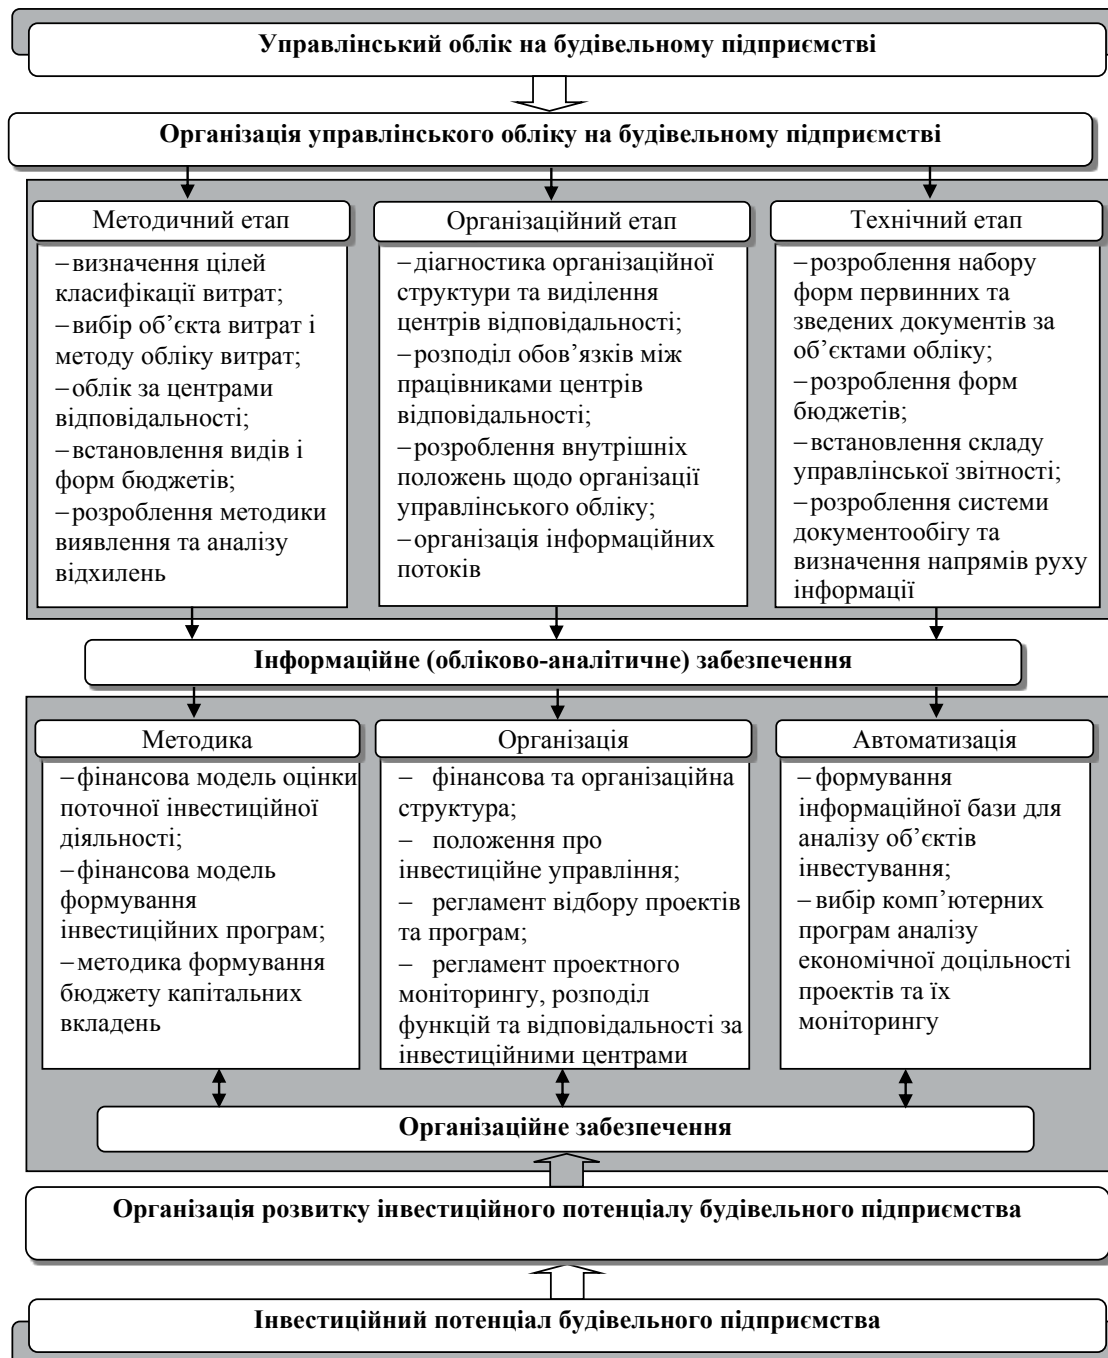 Управлінський облік на будівельному підприємстві
Організація управлінського обліку на будівельному підприємстві
Методичний етап
–визначення цілей
класифікації витрат;
–вибір об’єкта витрат і
методу обліку витрат;
–облік за центрами
відповідальності;
–встановлення видів і
форм бюджетів;
–розроблення методики
виявлення та аналізу
відхилень
Організаційний етап
–діагностика організаційної
структури та виділення
центрів відповідальності;
–розподіл обов’язків між
працівниками центрів
відповідальності;
–розроблення внутрішніх
положень щодо організації
управлінського обліку;
–організація інформаційних
потоків
Технічний етап
–розроблення набору
форм первинних та
зведених документів за
об’єктами обліку;
–розроблення форм
бюджетів;
–встановлення складу
управлінської звітності;
–розроблення системи
документообігу та
визначення напрямів руху
інформації
Інформаційне (обліково-аналітичне) забезпечення
Методика
–фінансова модель оцінки
поточної інвестиційної
діяльності;
–фінансова модель
формування
інвестиційних програм;
–методика формування
бюджету капітальних
вкладень
Організація
– фінансова та організаційна
структура;
– положення про
інвестиційне управління;
– регламент відбору проектів
та програм;
– регламент проектного
моніторингу, розподіл
функцій та відповідальності за
інвестиційними центрами
Автоматизація
–формування
інформаційної бази для
аналізу об’єктів
інвестування;
–вибір комп’ютерних
програм аналізу
економічної доцільності
проектів та їх
моніторингу
Організаційне забезпечення
Організація розвитку інвестиційного потенціалу будівельного підприємства
Інвестиційний потенціал будівельного підприємства